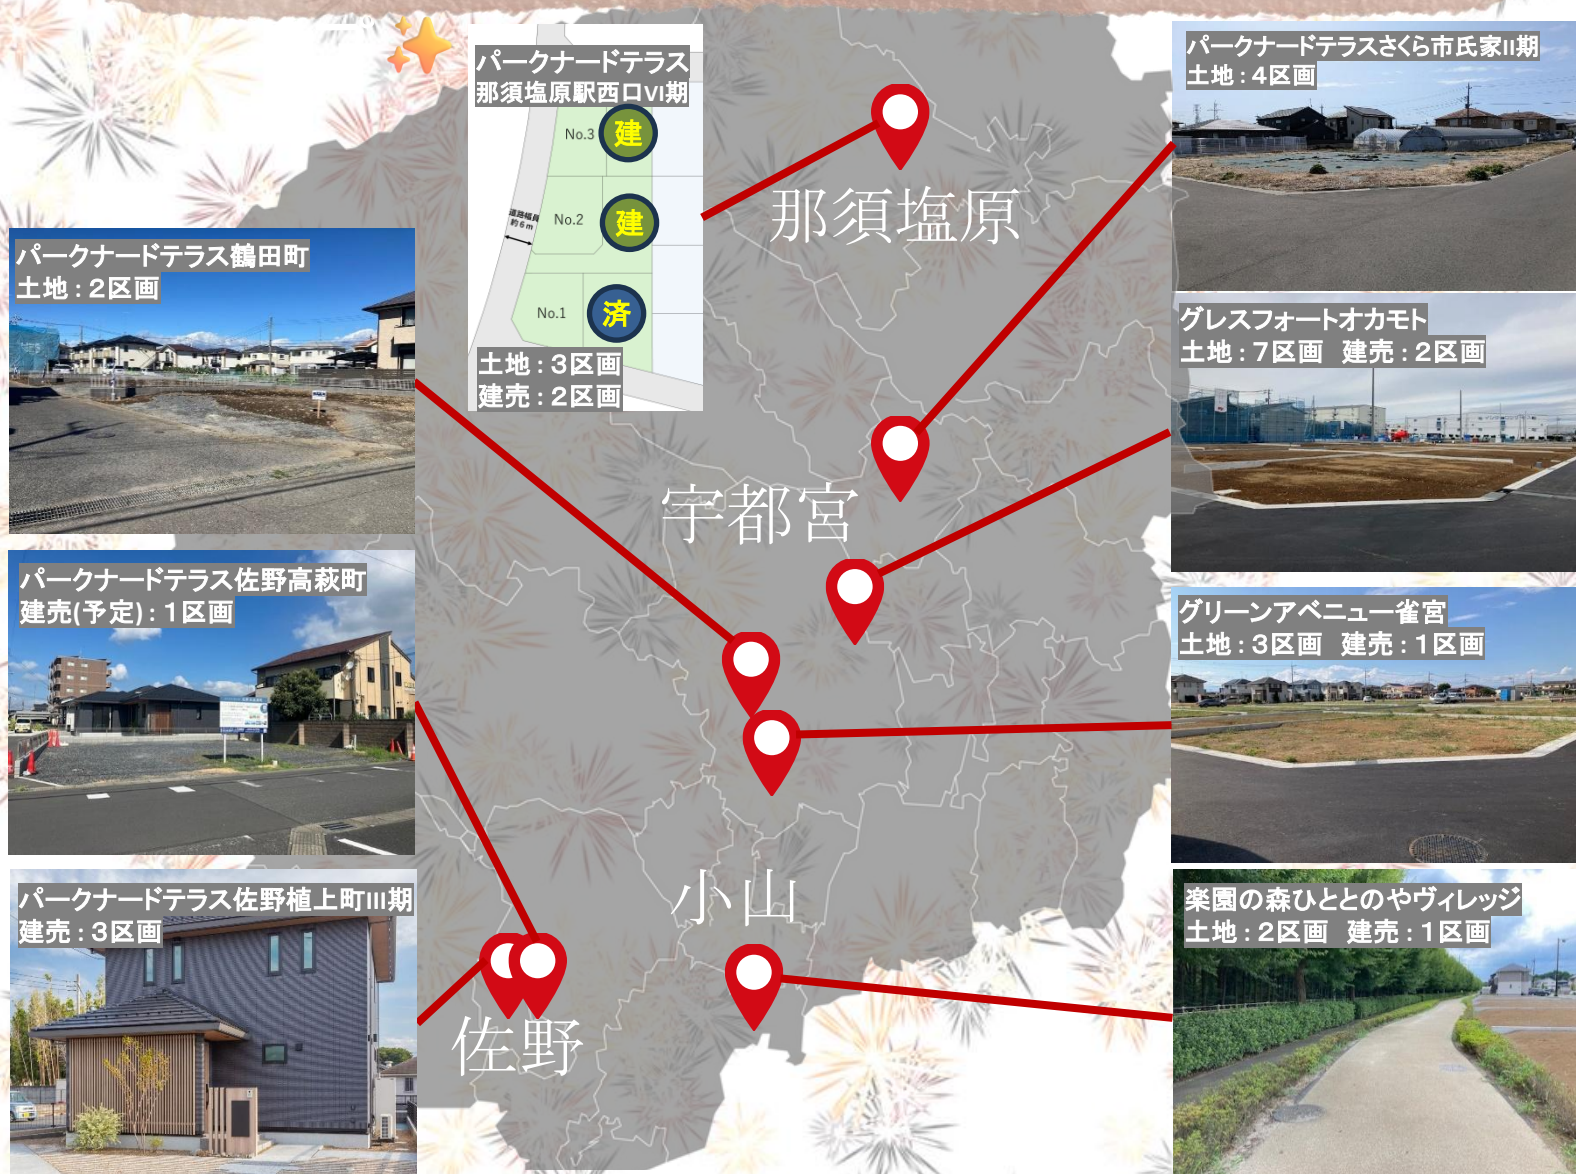 パークナードテラス
那須塩原駅西口VI期
No.3
建
No.2
建
道路幅員
約6m
No.1
済
土地：3区画
建売：2区画
パークナードテラスさくら市氏家II期
土地：4区画
那須塩原
パークナードテラス鶴田町
土地：2区画
グレスフォートオカモト
土地：7区画 建売：2区画
宇都宮
パークナードテラス佐野高萩町
建売(予定)：1区画
グリーンアベニュー雀宮
土地：3区画 建売：1区画
小山
パークナードテラス佐野植上町III期
建売：3区画
楽園の森ひととのやヴィレッジ
土地：2区画 建売：1区画
佐野